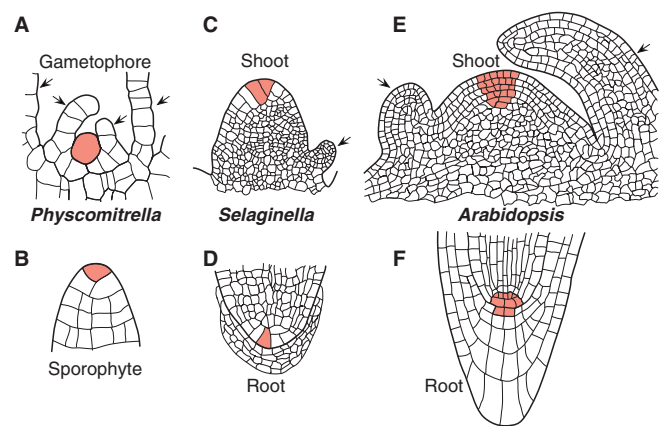 A
Gametophore
Physcomitrella
B
Sporophyte
C
Shoot
Selaginella
D
Root
E
Shoot
Arabidopsis
F
Root